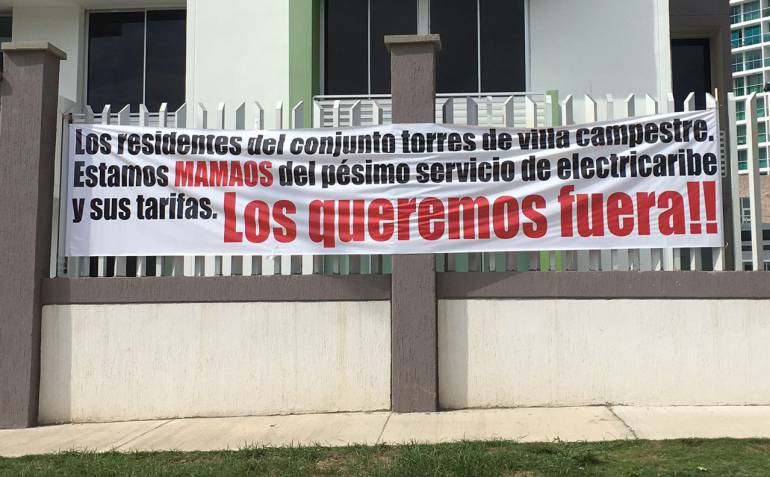 Los residentes del conjunto torres de villa campestre.
Estamos MAMAOS del pésimo servicio de electricaribe
y sus tarifas. Los queremos fuera!!